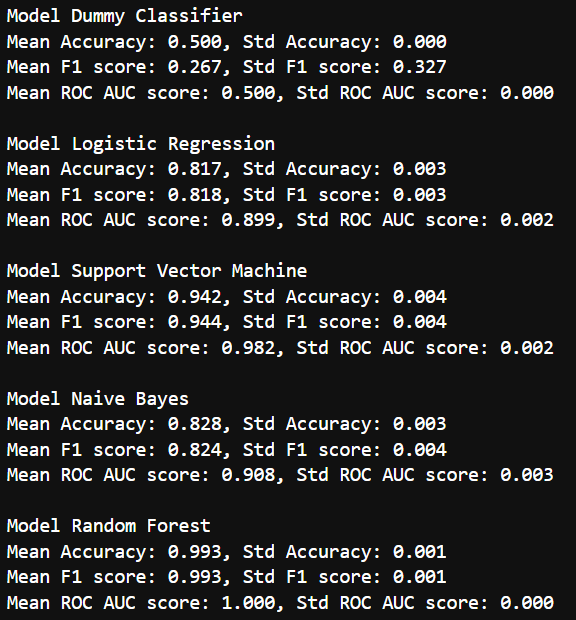 Model Dummy Classifier
Mean Accuracy: 0.500, Std Accuracy: 0.000
Mean F1 score: 0.267, Std F1 score: 0.327
Mean ROC AUC score: 0.500, Std ROC AUC score: 0.000

Model Logistic Regression
Mean Accuracy: 0.817, Std Accuracy: 0.003
Mean F1 score: 0.818, Std F1 score: 0.003
Mean ROC AUC score: 0.899, Std ROC AUC score: 0.002

Model Support Vector Machine
Mean Accuracy: 0.942, Std Accuracy: 0.004
Mean F1 score: 0.944, Std F1 score: 0.004
Mean ROC AUC score: 0.982, Std ROC AUC score: 0.002

Model Naive Bayes
Mean Accuracy: 0.828, Std Accuracy: 0.003
Mean F1 score: 0.824, Std F1 score: 0.004
Mean ROC AUC score: 0.908, Std ROC AUC score: 0.003

Model Random Forest
Mean Accuracy: 0.993, Std Accuracy: 0.001
Mean F1 score: 0.993, Std F1 score: 0.001
Mean ROC AUC score: 1.000, Std ROC AUC score: 0.000